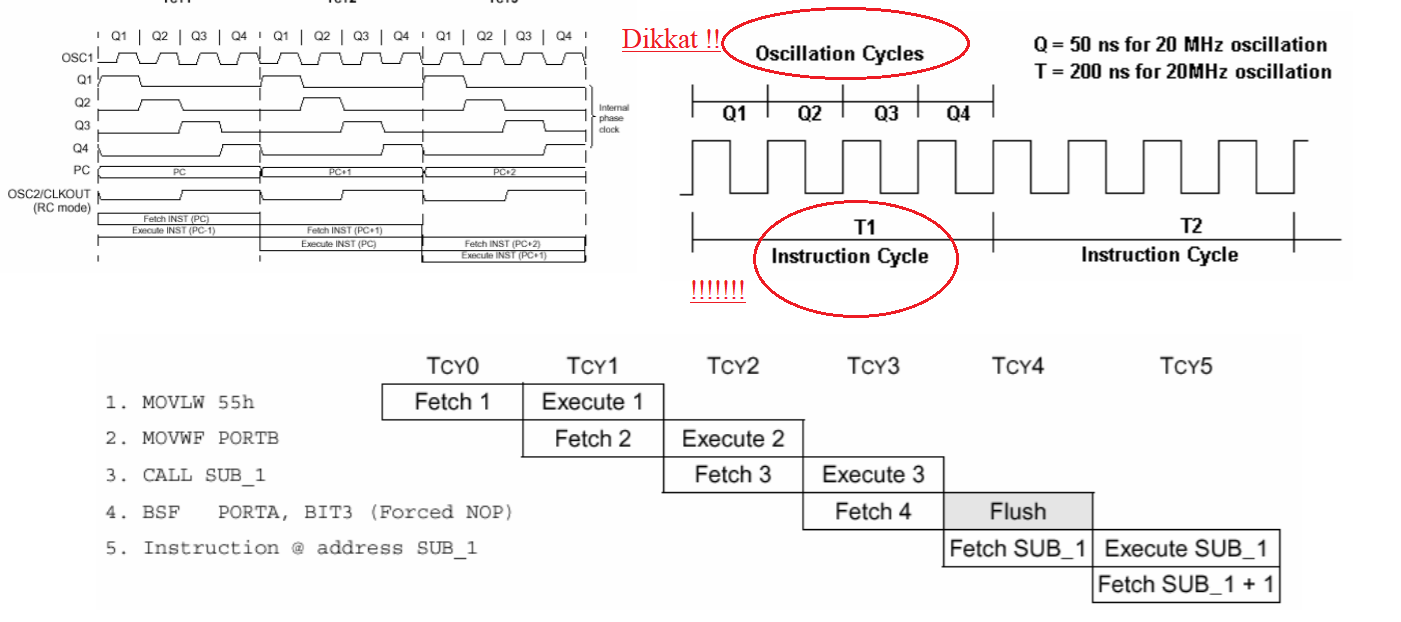 Q1 | Q2 | Q3 | Q4 | Q1 | Q2 | Q3 | Q4 | Q1 | Q2 | Q3 | Q4
OSC1
Q1
Q2
Q3
Q4
Internal
phase
clock
PC
PC
PC+1
PC+2
OSC2/CLKOUT
(RC mode)
Fetch INST (PC)
Execute INST (PC-1)
Fetch INST (PC+1)
Execute INST (PC)
Fetch INST (PC+2)
Execute INST (PC+1)
Dikkat !!
Oscillation Cycles
Q = 50 ns for 20 MHz oscillation
T = 200 ns for 20MHz oscillation
Q1 Q2 Q3 Q4
T1
Instruction Cycle
T2
Instruction Cycle
!!!!!!!
TCY0 TCY1 TCY2 TCY3 TCY4 TCY5
1. MOVLW 55h Fetch 1 Execute 1
2. MOVWF PORTB Fetch 2 Execute 2
3. CALL SUB_1 Fetch 3 Execute 3
4. BSF PORTA, BIT3 (Forced NOP) Fetch 4 Flush
5. Instruction @ address SUB_1 Fetch SUB_1 Execute SUB_1
Fetch SUB_1 + 1